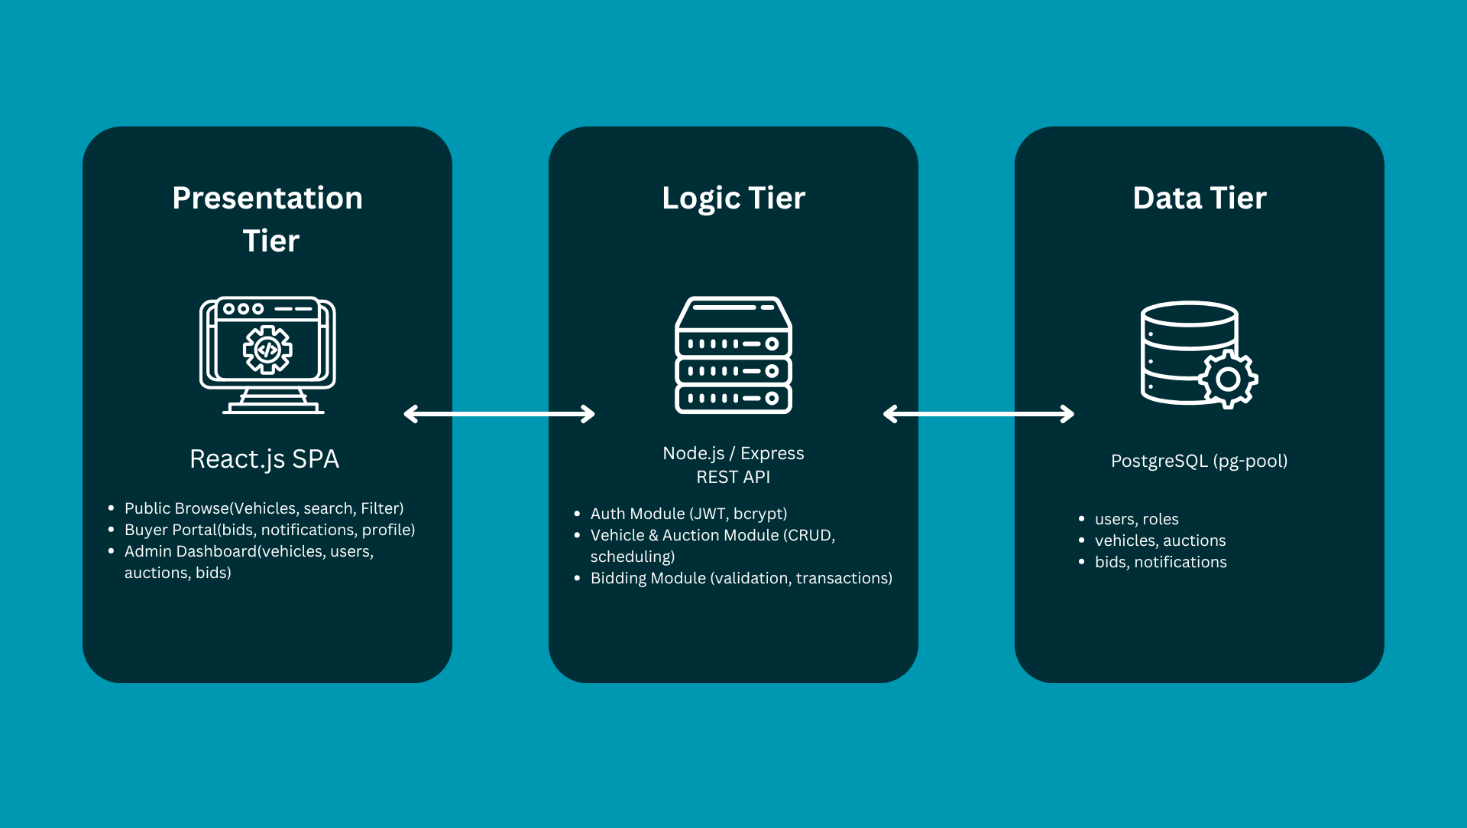 Presentation
Tier
React.js SPA
• Public Browse(Vehicles, search, Filter)
• Buyer Portal(bids, notifications, profile)
• Admin Dashboard(vehicles, users,
auctions, bids)
Logic Tier
Node.js / Express
REST API
• Auth Module (JWT, bcrypt)
• Vehicle & Auction Module (CRUD,
scheduling)
• Bidding Module (validation, transactions)
Data Tier
PostgreSQL (pg-pool)
• users, roles
• vehicles, auctions
• bids, notifications